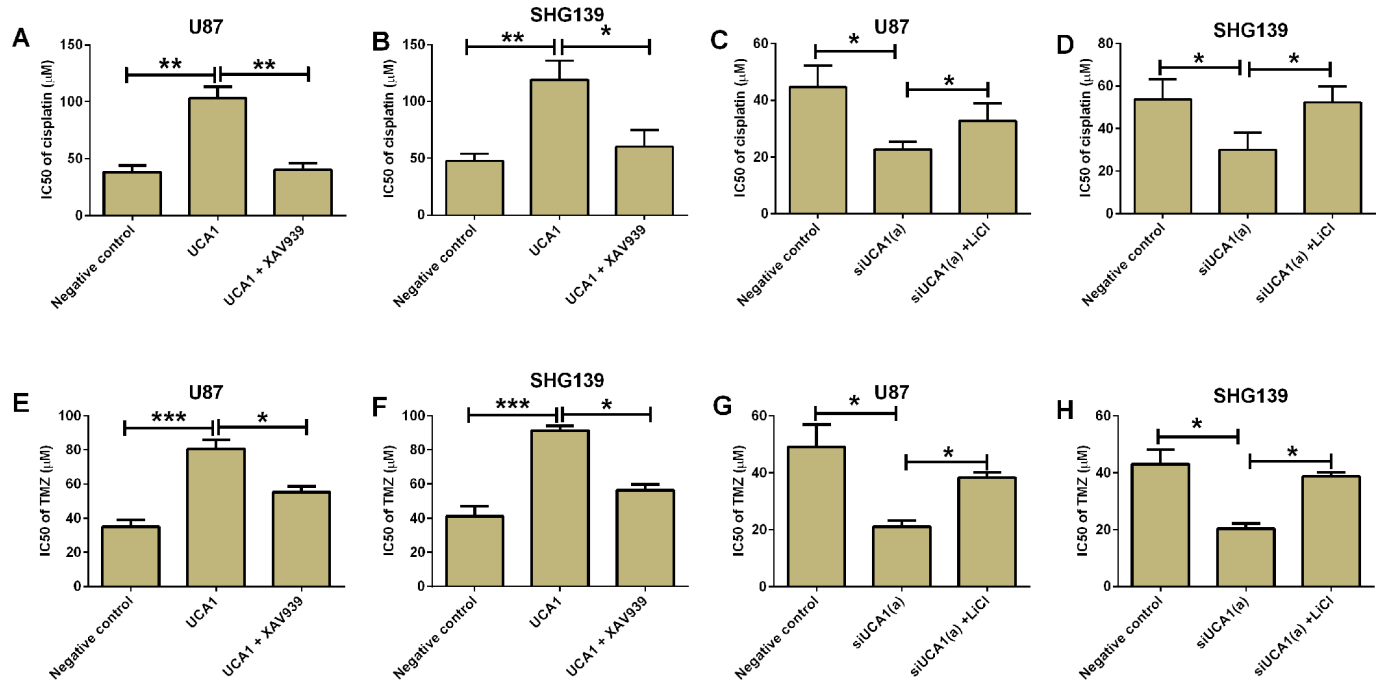 A
U87
IC50 of cisplatin (μM)
150
100
50
0
**
**
Negative control
UCA1
UCA1 + XAV939
B
SHG139
IC50 of cisplatin (μM)
150
100
50
0
**
*
Negative control
UCA1
UCA1 + XAV939
C
U87
IC50 of cisplatin (μM)
60
40
20
0
*
*
Negative control
siUCA1(a)
siUCA1(a) +LiCl
D
SHG139
IC50 of cisplatin (μM)
80
60
40
20
0
*
*
Negative control
siUCA1(a)
siUCA1(a) +LiCl
E
U87
IC50 of TMZ (μM)
100
80
60
40
20
0
***
*
Negative control
UCA1
UCA1 + XAV939
F
SHG139
IC50 of TMZ (μM)
100
80
60
40
20
0
***
*
Negative control
UCA1
UCA1 + XAV939
G
U87
IC50 of TMZ (μM)
60
40
20
0
*
*
Negative control
siUCA1(a)
siUCA1(a) +LiCl
H
SHG139
IC50 of TMZ (μM)
60
40
20
0
*
*
Negative control
siUCA1(a)
siUCA1(a) +LiCl